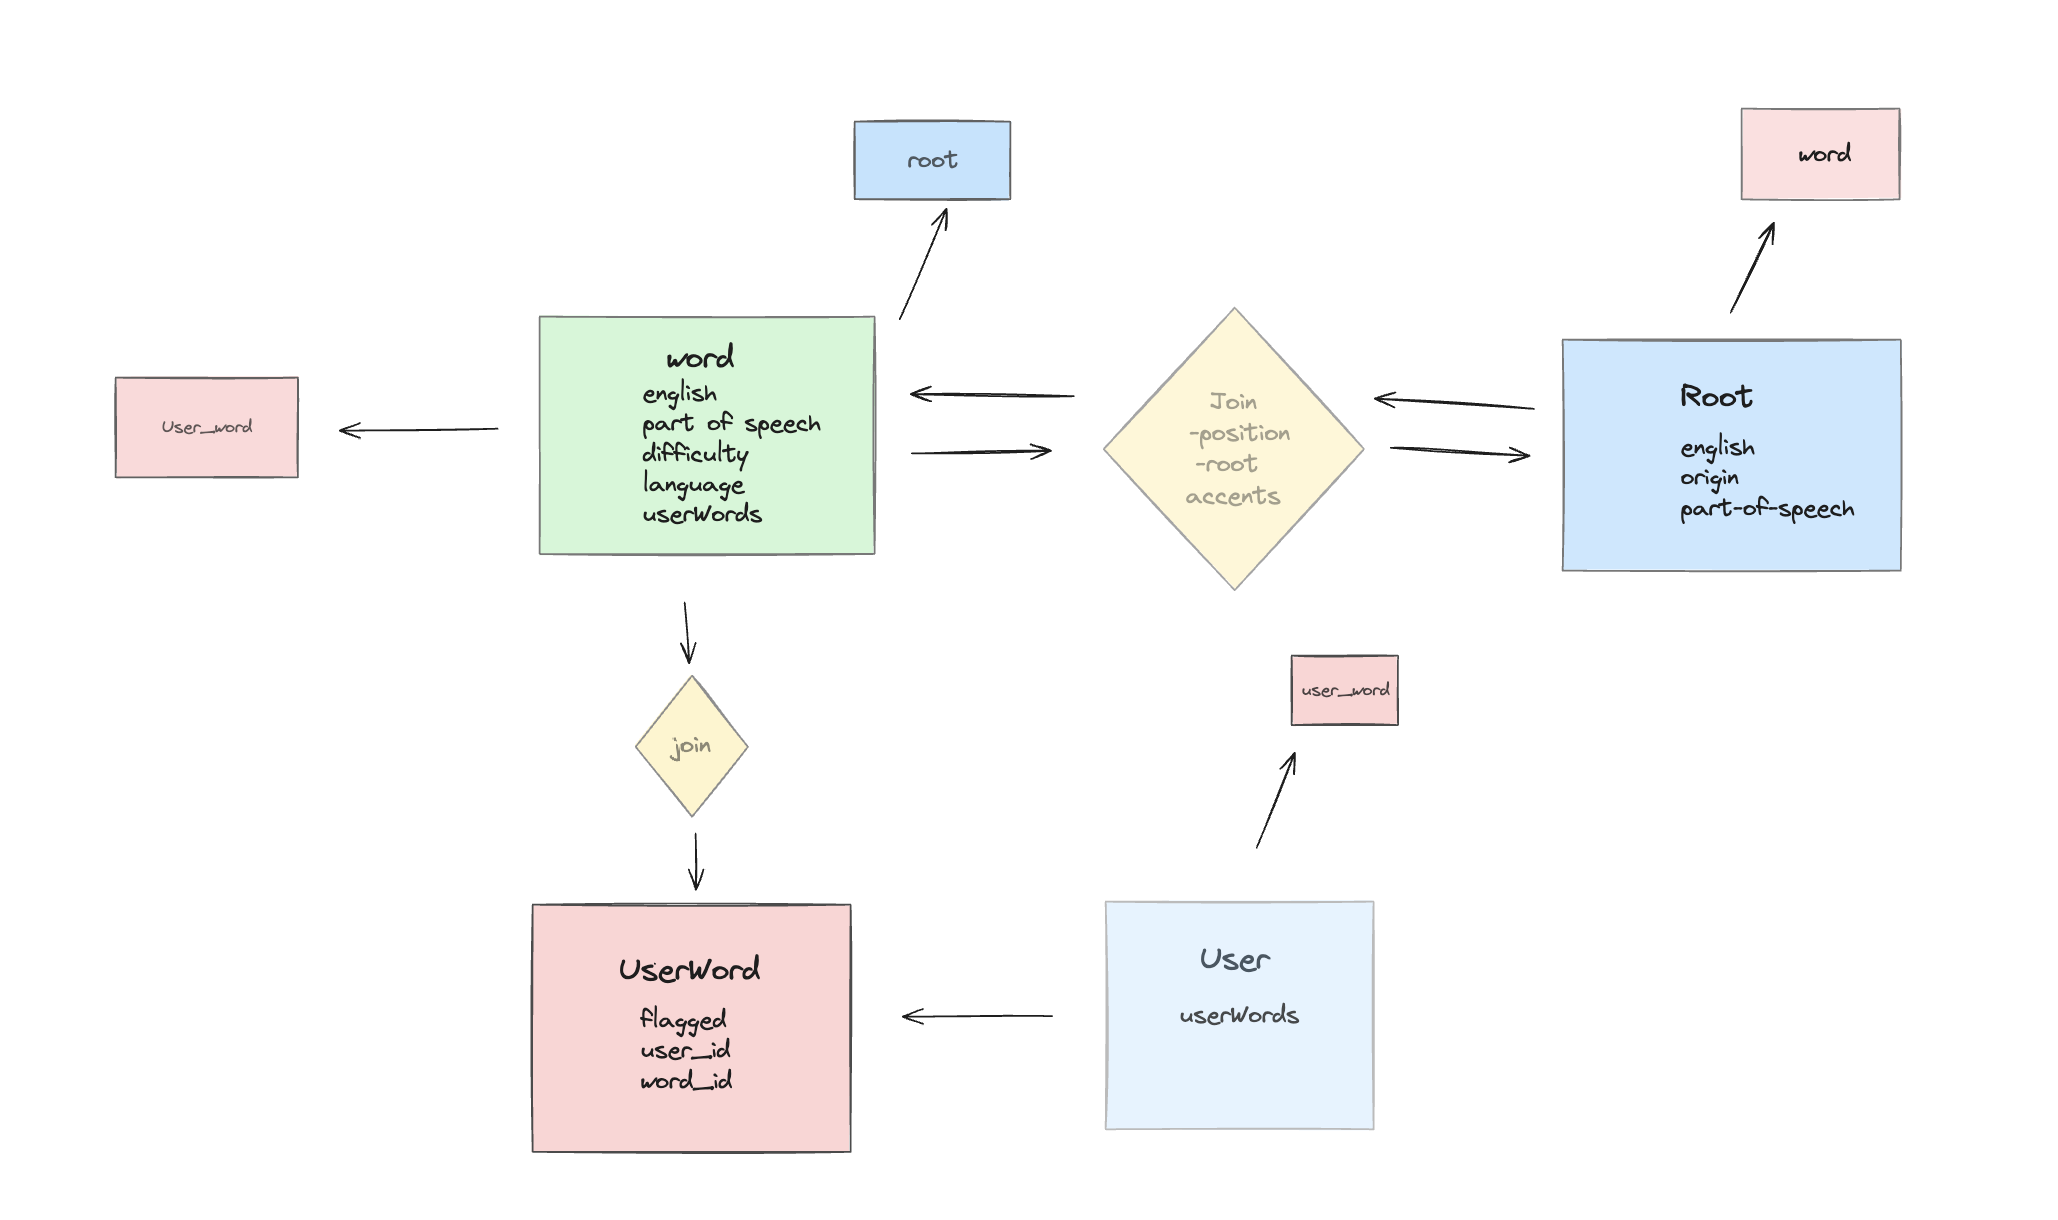 root
word
word
english
part of speech
difficulty
language
userWords
User_word
Join
-position
-root
accents
Root
english
origin
part-of-speech
user_word
join
UserWord
flagged
user_id
word_id
User
userWords